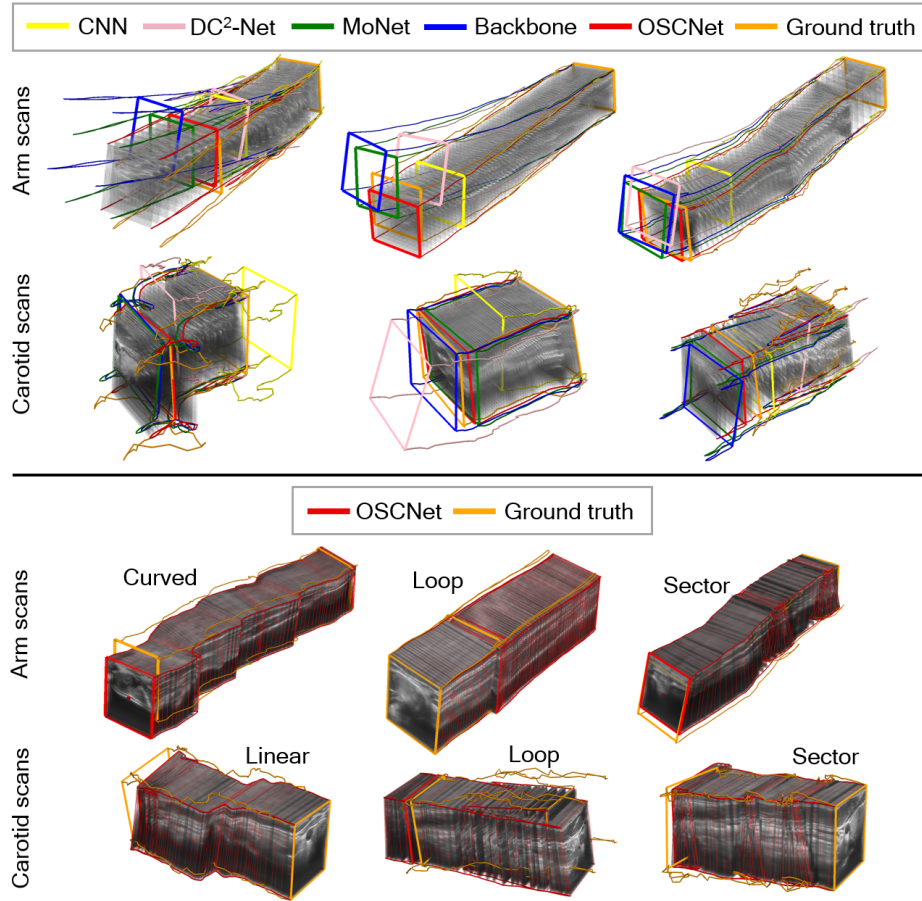 CNN DC²-Net MoNet Backbone OSCNet Ground truth
Arm scans
Carotid scans
OSCNet Ground truth
Arm scans
Curved Loop Sector
Carotid scans
Linear Loop Sector